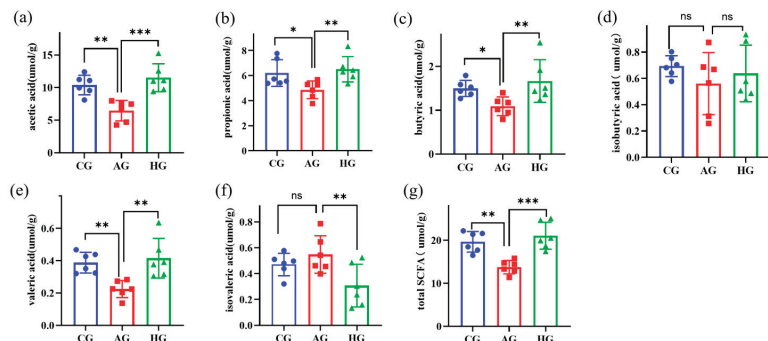 (a)
acetic acid(umol/g)
15
10
5
0
** ***
CG AG HG
(b)
propionic acid(umol/g)
8
6
4
2
0
* **
CG AG HG
(c)
butyric acid(umol/g)
2
1
0
* **
CG AG HG
(d)
isobutyric acid（umol/g)
1.0
0.8
0.6
0.4
0.2
0.0
ns ns
CG AG HG
(e)
valeric acid(umol/g)
0.6
0.4
0.2
0.0
** **
CG AG HG
(f)
isovaleric acid(umol/g)
0.8
0.6
0.4
0.2
0.0
ns **
CG AG HG
(g)
total SCFA（umol/g)
20
10
0
** ***
CG AG HG